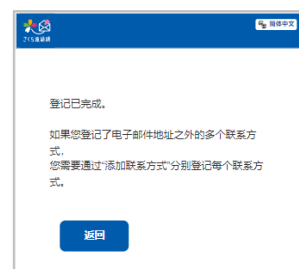 简体中文
登记已完成。
如果您登记了电子邮件地址之外的多个联系方
式，
您需要通过“添加联系方式”分别登记每个联系方
式。
返回